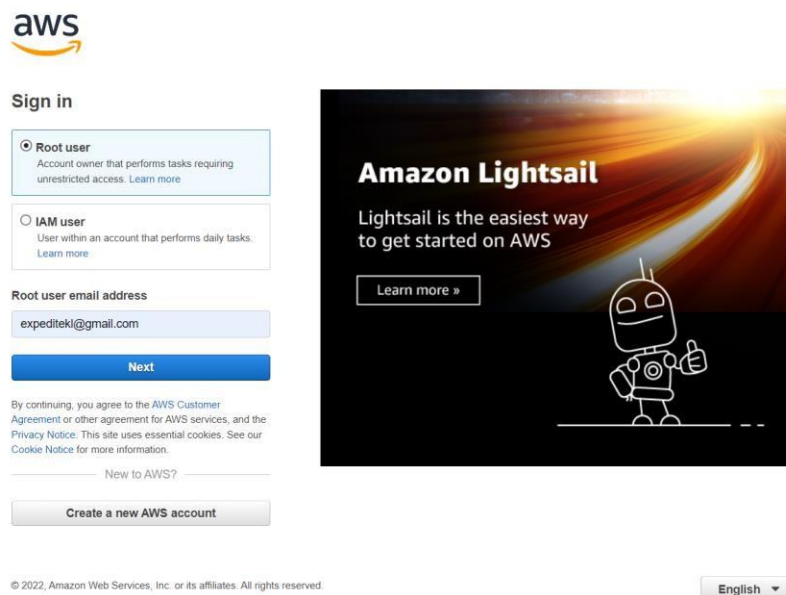 aws
Sign in
Root user
Account owner that performs tasks requiring
unrestricted access. Learn more
IAM user
User within an account that performs daily tasks.
Learn more
Root user email address
expeditekl@gmail.com
Next
By continuing, you agree to the AWS Customer
Agreement or other agreement for AWS services, and the
Privacy Notice. This site uses essential cookies. See our
Cookie Notice for more information.
New to AWS?
Create a new AWS account
Amazon Lightsail
Lightsail is the easiest way
to get started on AWS
Learn more »
© 2022, Amazon Web Services, Inc. or its affiliates. All rights reserved.
English